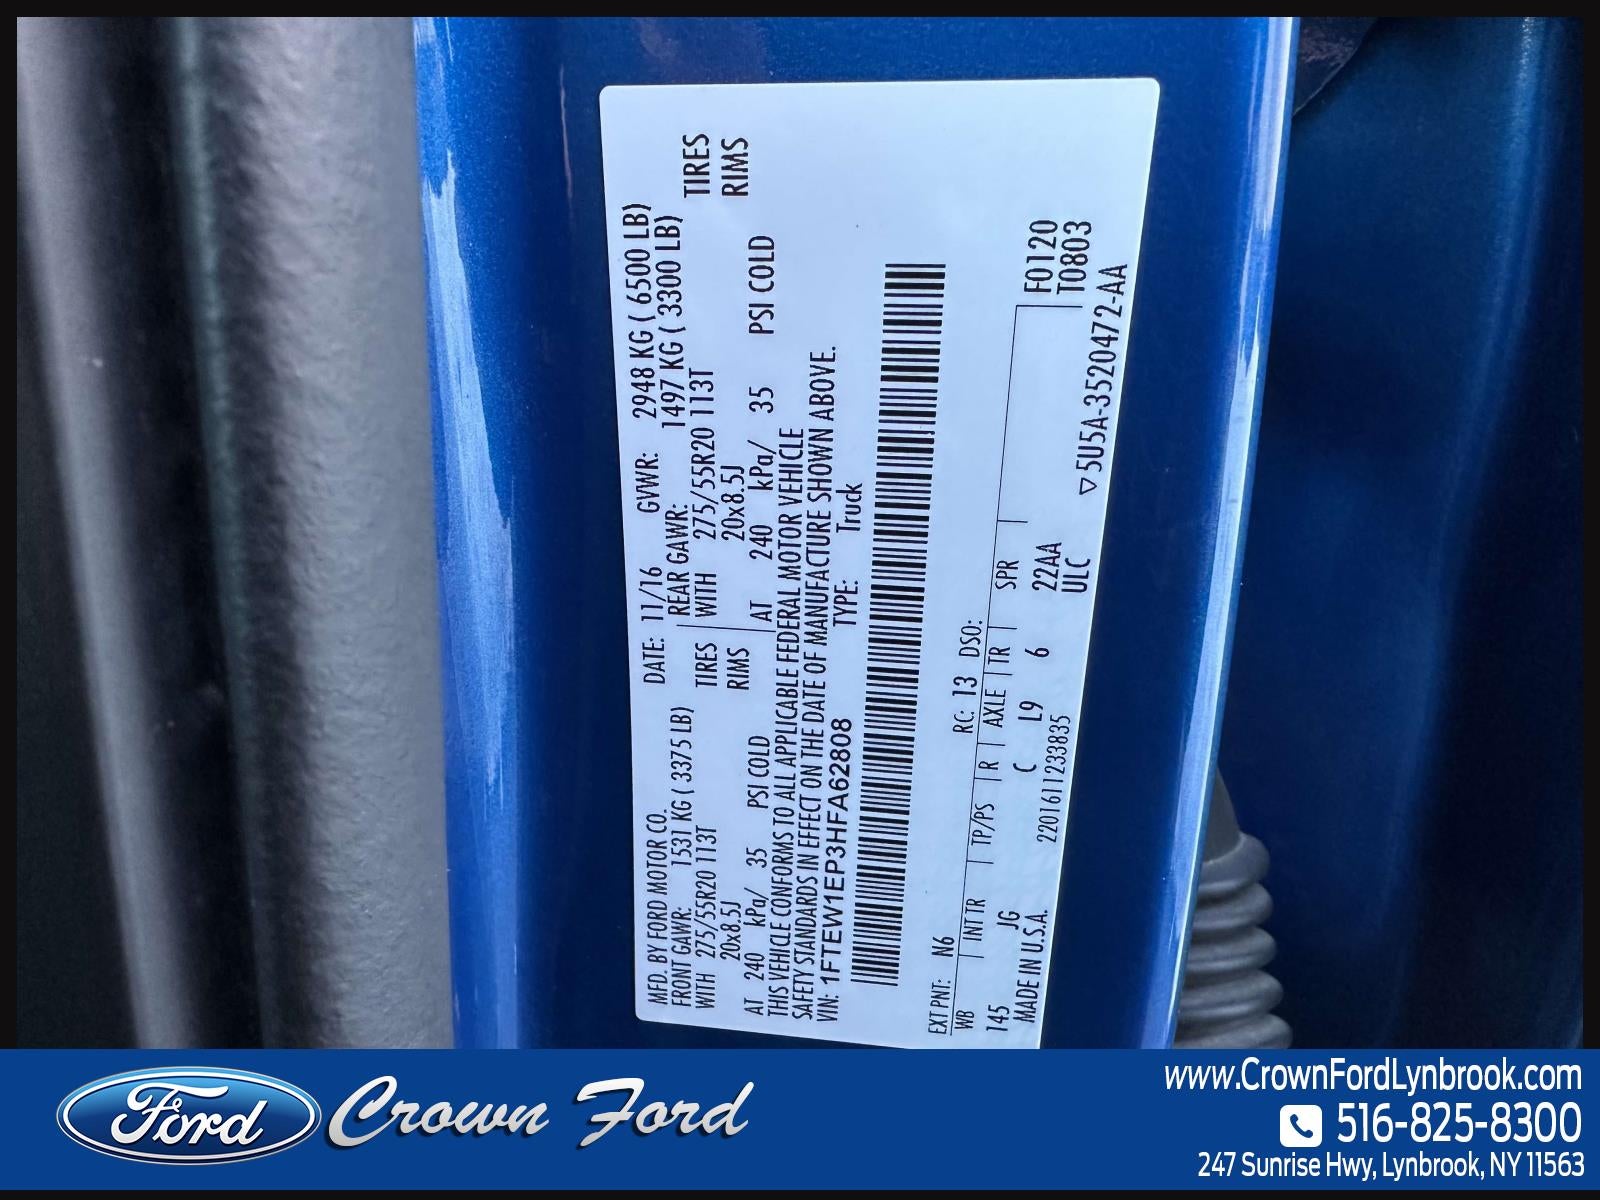 MFD. BY FORD MOTOR CO. DATE: 11/16 GVWR: 2948 KG ( 6500 LB)
FRONT GAWR: 1531 KG ( 3375 LB) REAR GAWR: 1497 KG ( 3300 LB)
WITH 275/55R20 113T TIRES WITH 275/55R20 113T TIRES
20x8.5J RIMS 20x8.5J RIMS
AT 240 kPa/ 35 PSI COLD AT 240 kPa/ 35 PSI COLD
THIS VEHICLE CONFORMS TO ALL APPLICABLE FEDERAL MOTOR VEHICLE
SAFETY STANDARDS IN EFFECT ON THE DATE OF MANUFACTURE SHOWN ABOVE.
VIN: 1FTEW1EP3HFA62808 TYPE: Truck
EXT PNT: N6 RC: 13 DSO:
WB INT TR TP/PS R AXLE TR SPR
145 JG C L9 6 22AA F0120
MADE IN U.S.A. 220161123835 ULC T0803
▽5U5A-3520472-AA
Ford Crown Ford
www.CrownFordLynbrook.com
516-825-8300
247 Sunrise Hwy, Lynbrook, NY 11563